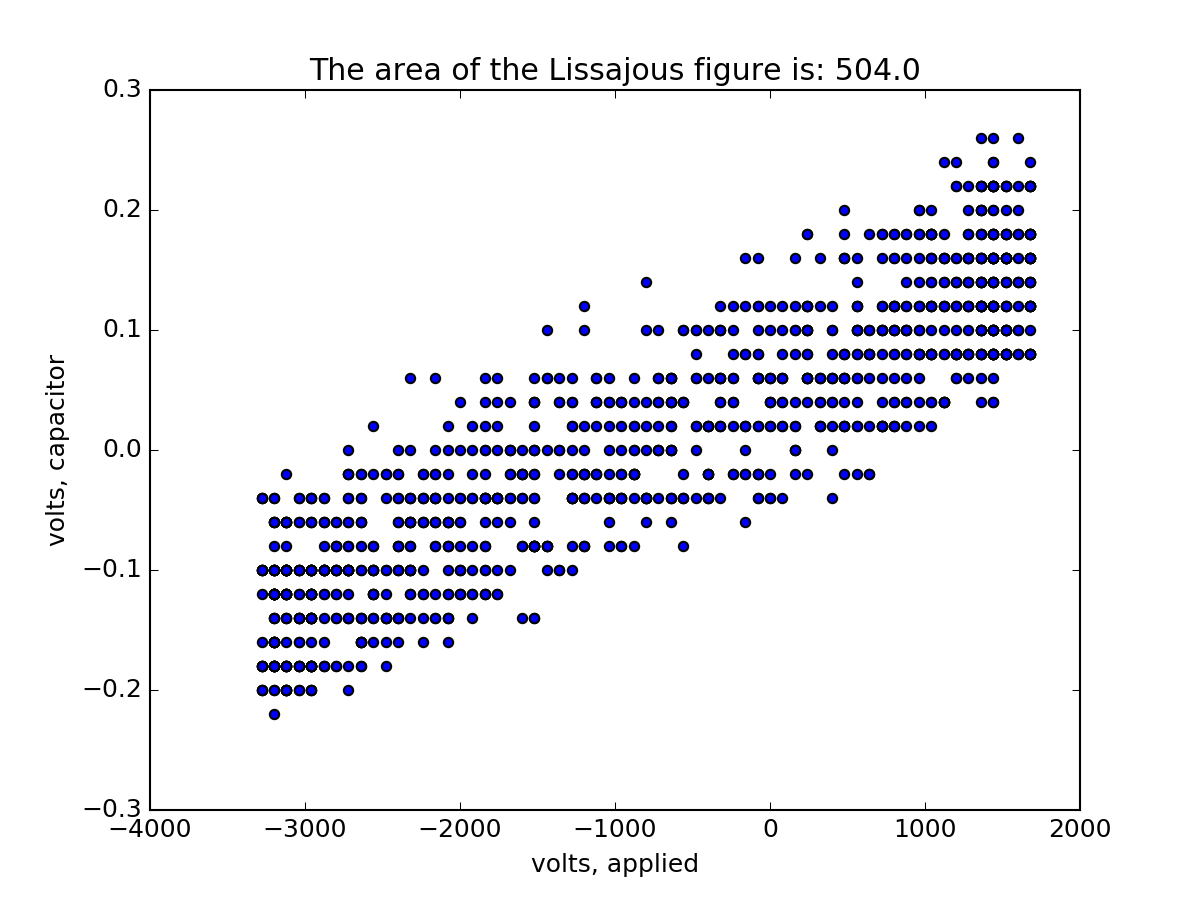 The area of the Lissajous figure is: 504.0
0.3
0.2
0.1
0.0
−0.1
−0.2
−0.3
volts, capacitor
−4000 −3000 −2000 −1000 0 1000 2000
volts, applied